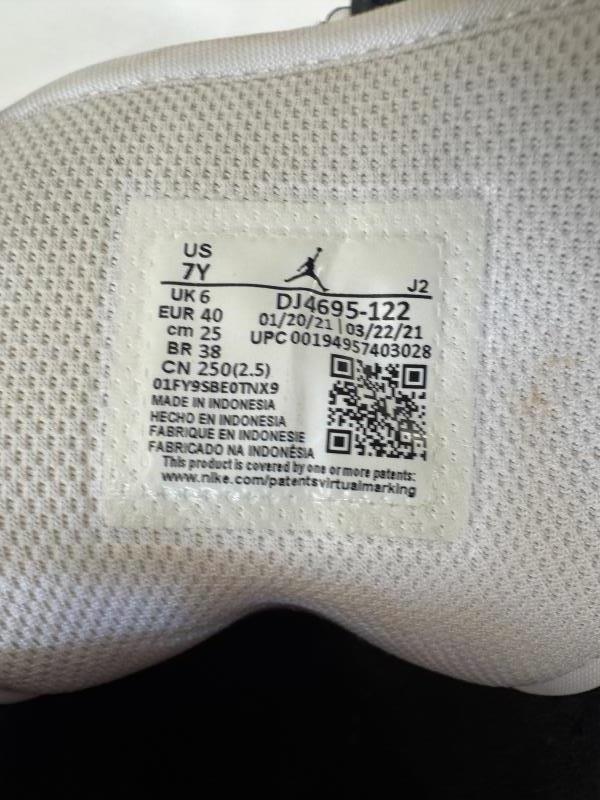 US
7Y
J2
UK 6
EUR 40
cm 25
BR 38
CN 250(2.5)
DJ4695-122
01/20/21 | 03/22/21
UPC 00194957403028
01FY9SBE0TNX9
MADE IN INDONESIA
HECHO EN INDONESIA
FABRIQUE EN INDONESIE
FABRICADO NA INDONÉSIA
This product is covered by one or more patents:
www.nike.com/patentsvirtualmarking